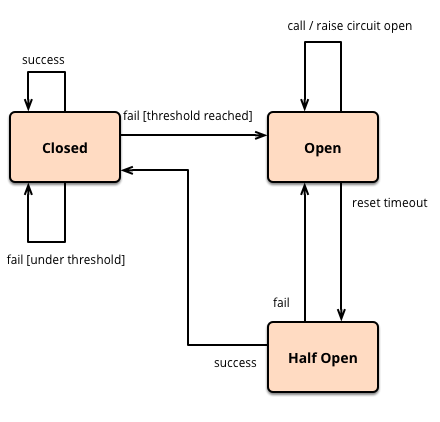 call / raise circuit open
success
fail [threshold reached]
Closed
Open
reset timeout
fail [under threshold]
fail
Half Open
success